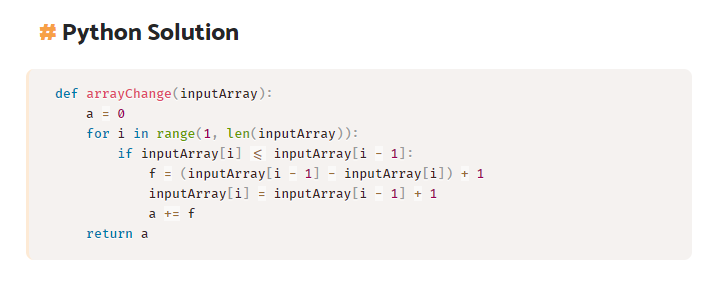 # Python Solution
def arrayChange(inputArray):
    a = 0
    for i in range(1, len(inputArray)):
        if inputArray[i] <= inputArray[i - 1]:
            f = (inputArray[i - 1] - inputArray[i]) + 1
            inputArray[i] = inputArray[i - 1] + 1
            a += f
    return a